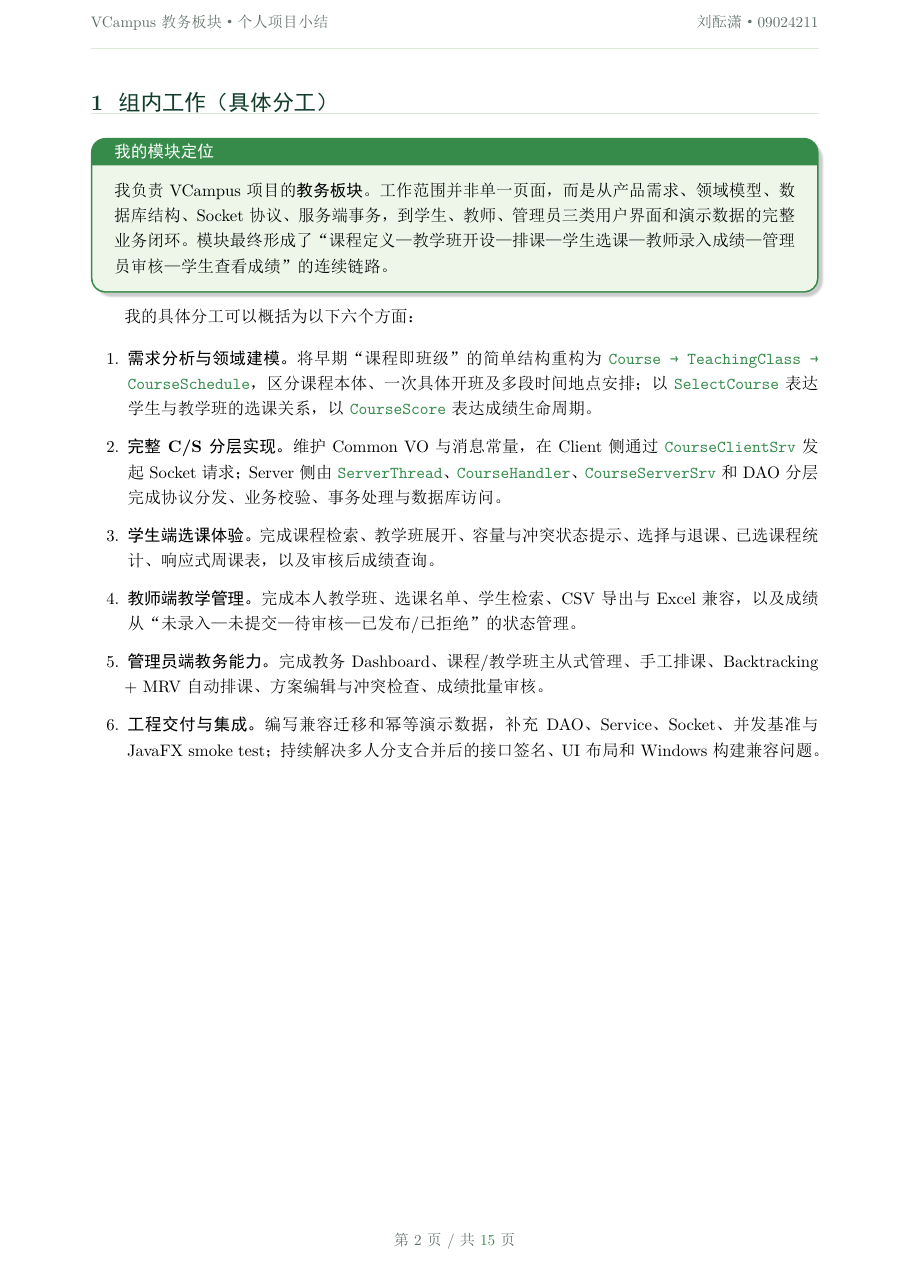 VCampus 教务板块 • 个人项目小结
刘酝潇 • 09024211
1 组内工作（具体分工）
我的模块定位
我负责 VCampus 项目的教务板块。工作范围并非单一页面，而是从产品需求、领域模型、数
据库结构、Socket 协议、服务端事务，到学生、教师、管理员三类用户界面和演示数据的完整
业务闭环。模块最终形成了“课程定义—教学班开设—排课—学生选课—教师录入成绩—管理
员审核—学生查看成绩”的连续链路。
我的具体分工可以概括为以下六个方面：
1. 需求分析与领域建模。将早期“课程即班级”的简单结构重构为 Course → TeachingClass →
CourseSchedule，区分课程本体、一次具体开班及多段时间地点安排；以 SelectCourse 表达
学生与教学班的选课关系，以 CourseScore 表达成绩生命周期。
2. 完整 C/S 分层实现。维护 Common VO 与消息常量，在 Client 侧通过 CourseClientSrv 发
起 Socket 请求；Server 侧由 ServerThread、CourseHandler、CourseServerSrv 和 DAO 分层
完成协议分发、业务校验、事务处理与数据库访问。
3. 学生端选课体验。完成课程检索、教学班展开、容量与冲突状态提示、选择与退课、已选课程统
计、响应式周课表，以及审核后成绩查询。
4. 教师端教学管理。完成本人教学班、选课名单、学生检索、CSV 导出与 Excel 兼容，以及成绩
从“未录入—未提交—待审核—已发布/已拒绝”的状态管理。
5. 管理员端教务能力。完成教务 Dashboard、课程/教学班主从式管理、手工排课、Backtracking
+ MRV 自动排课、方案编辑与冲突检查、成绩批量审核。
6. 工程交付与集成。编写兼容迁移和幂等演示数据，补充 DAO、Service、Socket、并发基准与
JavaFX smoke test；持续解决多人分支合并后的接口签名、UI 布局和 Windows 构建兼容问题。
第 2 页 / 共 15 页